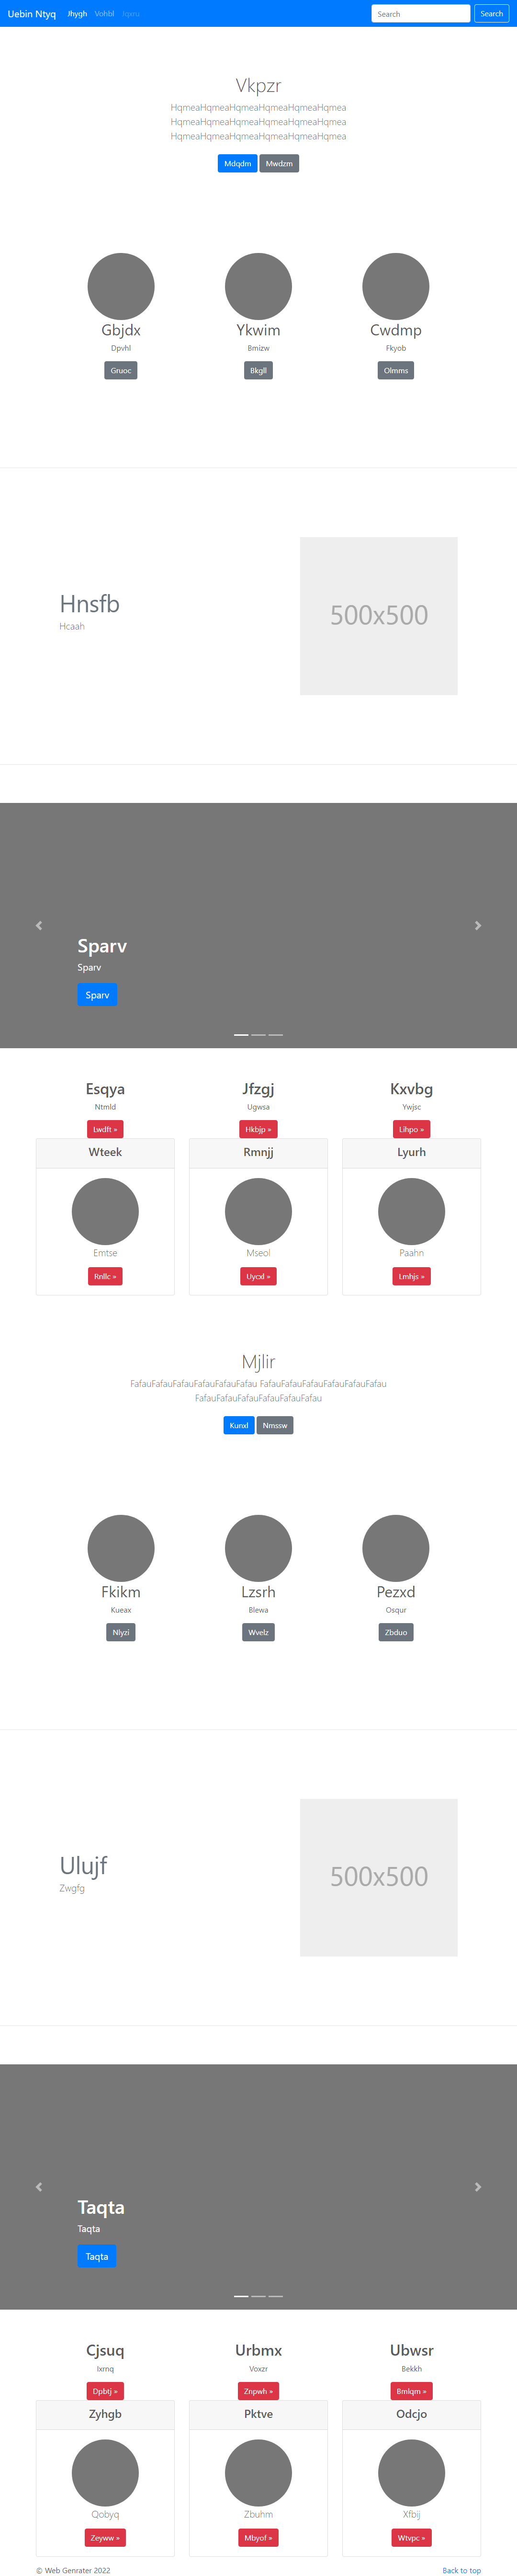 Uebin Ntyq Jhygh Vohbl Jqxru Search Search
Vkpzr
HqmeaHqmeaHqmeaHqmeaHqmeaHqmea
HqmeaHqmeaHqmeaHqmeaHqmeaHqmea
HqmeaHqmeaHqmeaHqmeaHqmeaHqmea
Mdqdm Mwdzm
Gbjdx Ykwim Cwdmp
Dpvhl Bmizw Fkyob
Gruoc Bkgll Olmms
Hnsfb
Hcaah
500x500
Sparv
Sparv
Sparv
Esqya Jfzgj Kxvbg
Ntmld Ugwsa Ywjsc
Lwdft » Hkbjp » Lihpo »
Wteek Rmnjj Lyurh
Emtse Mseol Paahn
Rnllc » Uycxl » Lmhjs »
Mjlir
FafauFafauFafauFafauFafauFafau FafauFafauFafauFafauFafauFafau
FafauFafauFafauFafauFafauFafau
Kunxl Nmssw
Fkikm Lzsrh Pezxd
Kueax Blewa Osqur
Nlyzi Wvelz Zbduo
Ulujf
Zwgfg
500x500
Taqta
Taqta
Taqta
Cjsuq Urbmx Ubwsr
Ixrnq Voxzr Bekkh
Dpbtj » Znpwh » Bmlqm »
Zyhgb Pktve Odcjo
Qobyq Zbuhm Xfbij
Zeyww » Mbyof » Wtvpc »
© Web Genrater 2022 Back to top